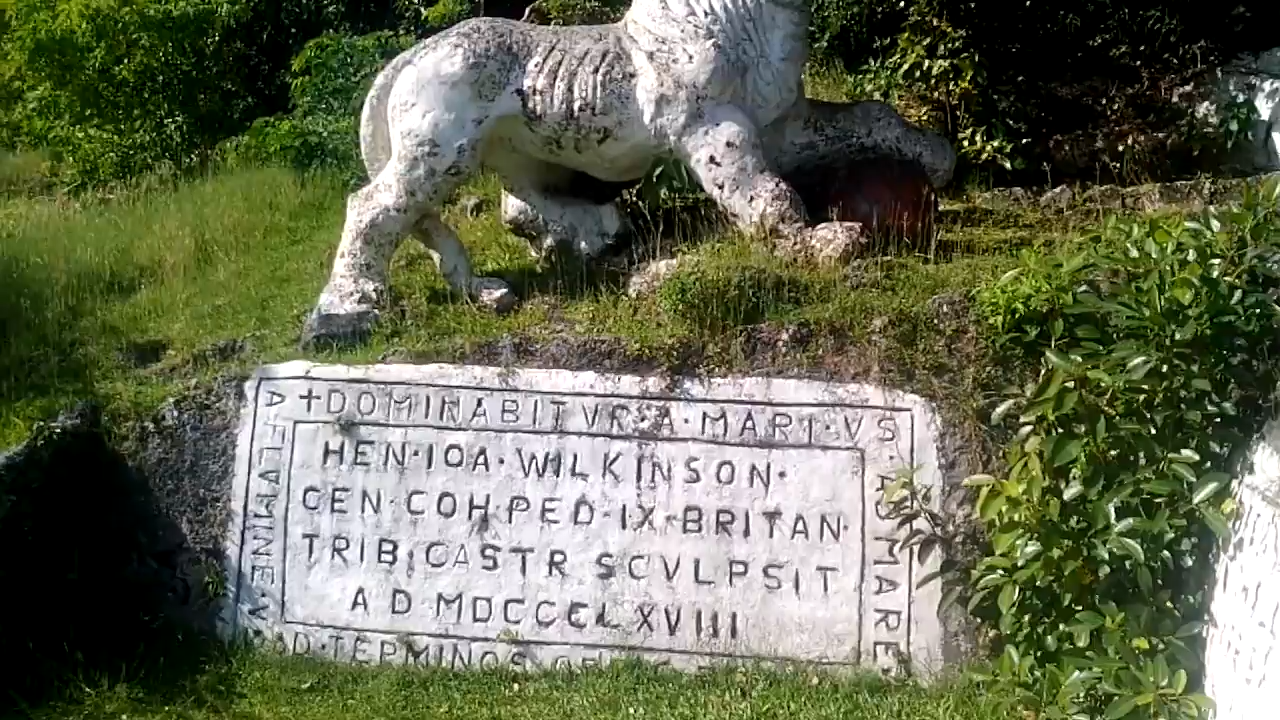 +DOMINABITVR·A·MARI·VS
AD MARE
A FLVMINE·V
D·TERMINOS
HEN·IOA·WILKINSON·
GEN·COH·PED·IX·BRITAN·
TRIB·CASTR SCVLPSIT
A D MDCCCLXVIII